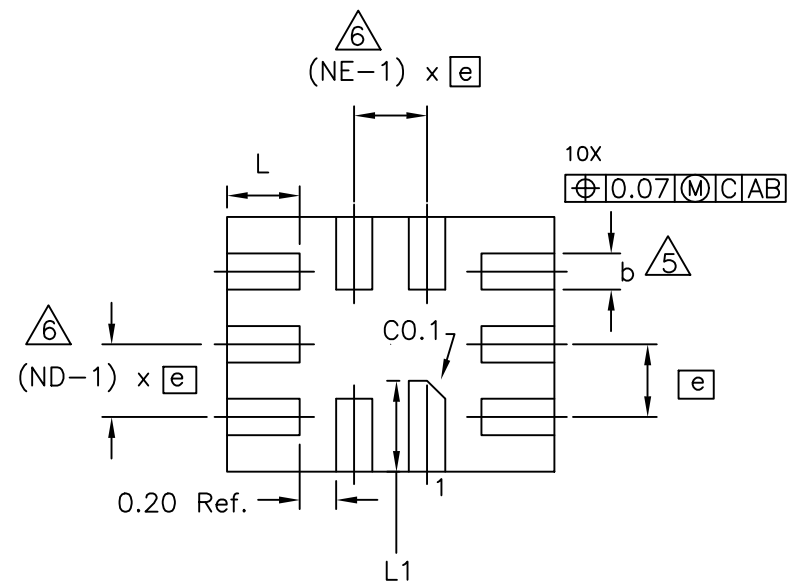 6
(NE-1) x e
10X
L
⌖ 0.07 Ⓜ C AB
b 5
6
C0.1
(ND-1) x e
e
0.20 Ref.
1
L1